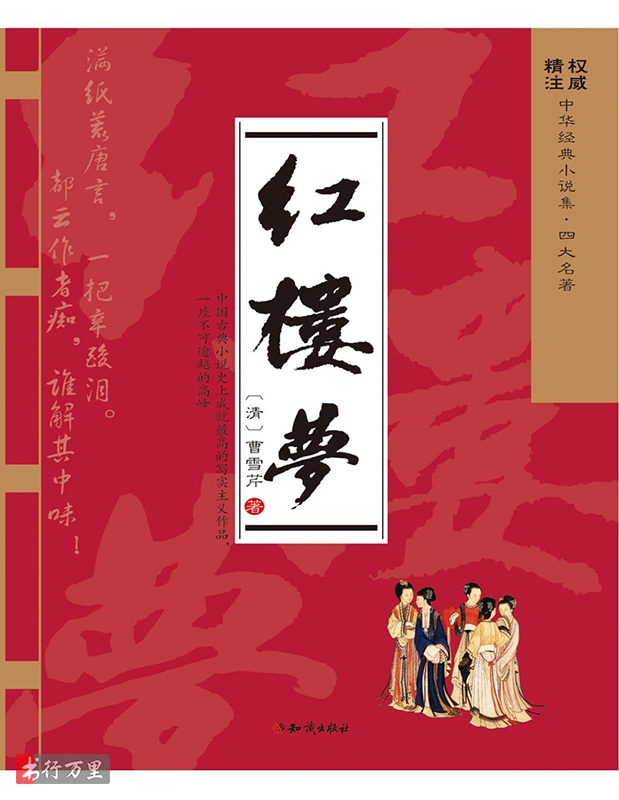 权威
精注
中华经典小说集·四大名著
满纸荒唐言，一把辛酸泪。
都云作者痴，谁解其中味！
红楼梦
〔清〕曹雪芹
著
中国古典小说史上成就最高的写实主义作品，
一座不可逾越的高峰
知识出版社
书行万里